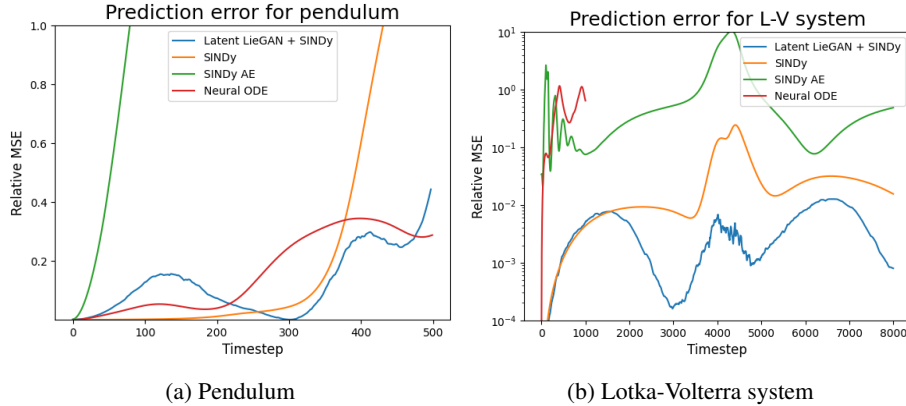 Prediction error for pendulum
1.0
0.8
0.6
0.4
0.2
Relative MSE
Latent LieGAN + SINDy
SINDy
SINDy AE
Neural ODE
0 100 200 300 400 500
Timestep
(a) Pendulum
Prediction error for L-V system
10^1
10^0
10^-1
10^-2
10^-3
10^-4
Relative MSE
Latent LieGAN + SINDy
SINDy
SINDy AE
Neural ODE
0 1000 2000 3000 4000 5000 6000 7000 8000
Timestep
(b) Lotka-Volterra system